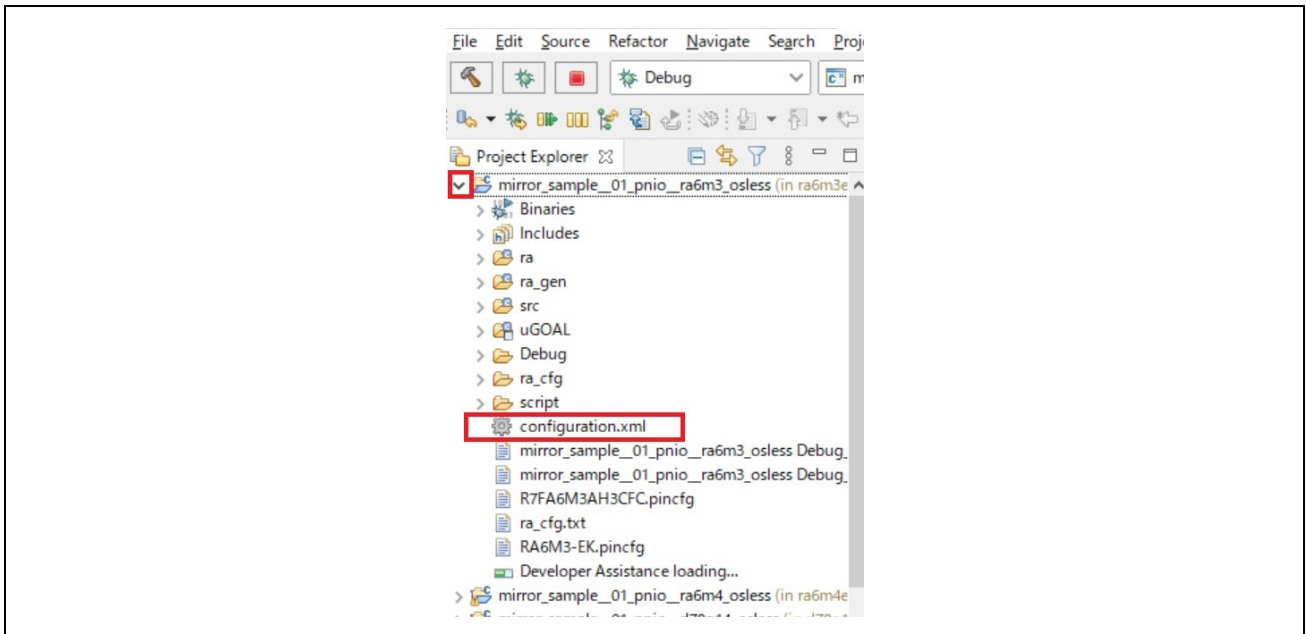 File Edit Source Refactor Navigate Search Proj
Debug
Project Explorer
mirror_sample__01_pnio__ra6m3_osless (in ra6m3e
Binaries
Includes
ra
ra_gen
src
uGOAL
Debug
ra_cfg
script
configuration.xml
mirror_sample__01_pnio__ra6m3_osless Debug_
mirror_sample__01_pnio__ra6m3_osless Debug_
R7FA6M3AH3CFC.pincfg
ra_cfg.txt
RA6M3-EK.pincfg
Developer Assistance loading...
mirror_sample__01_pnio__ra6m4_osless (in ra6m4e